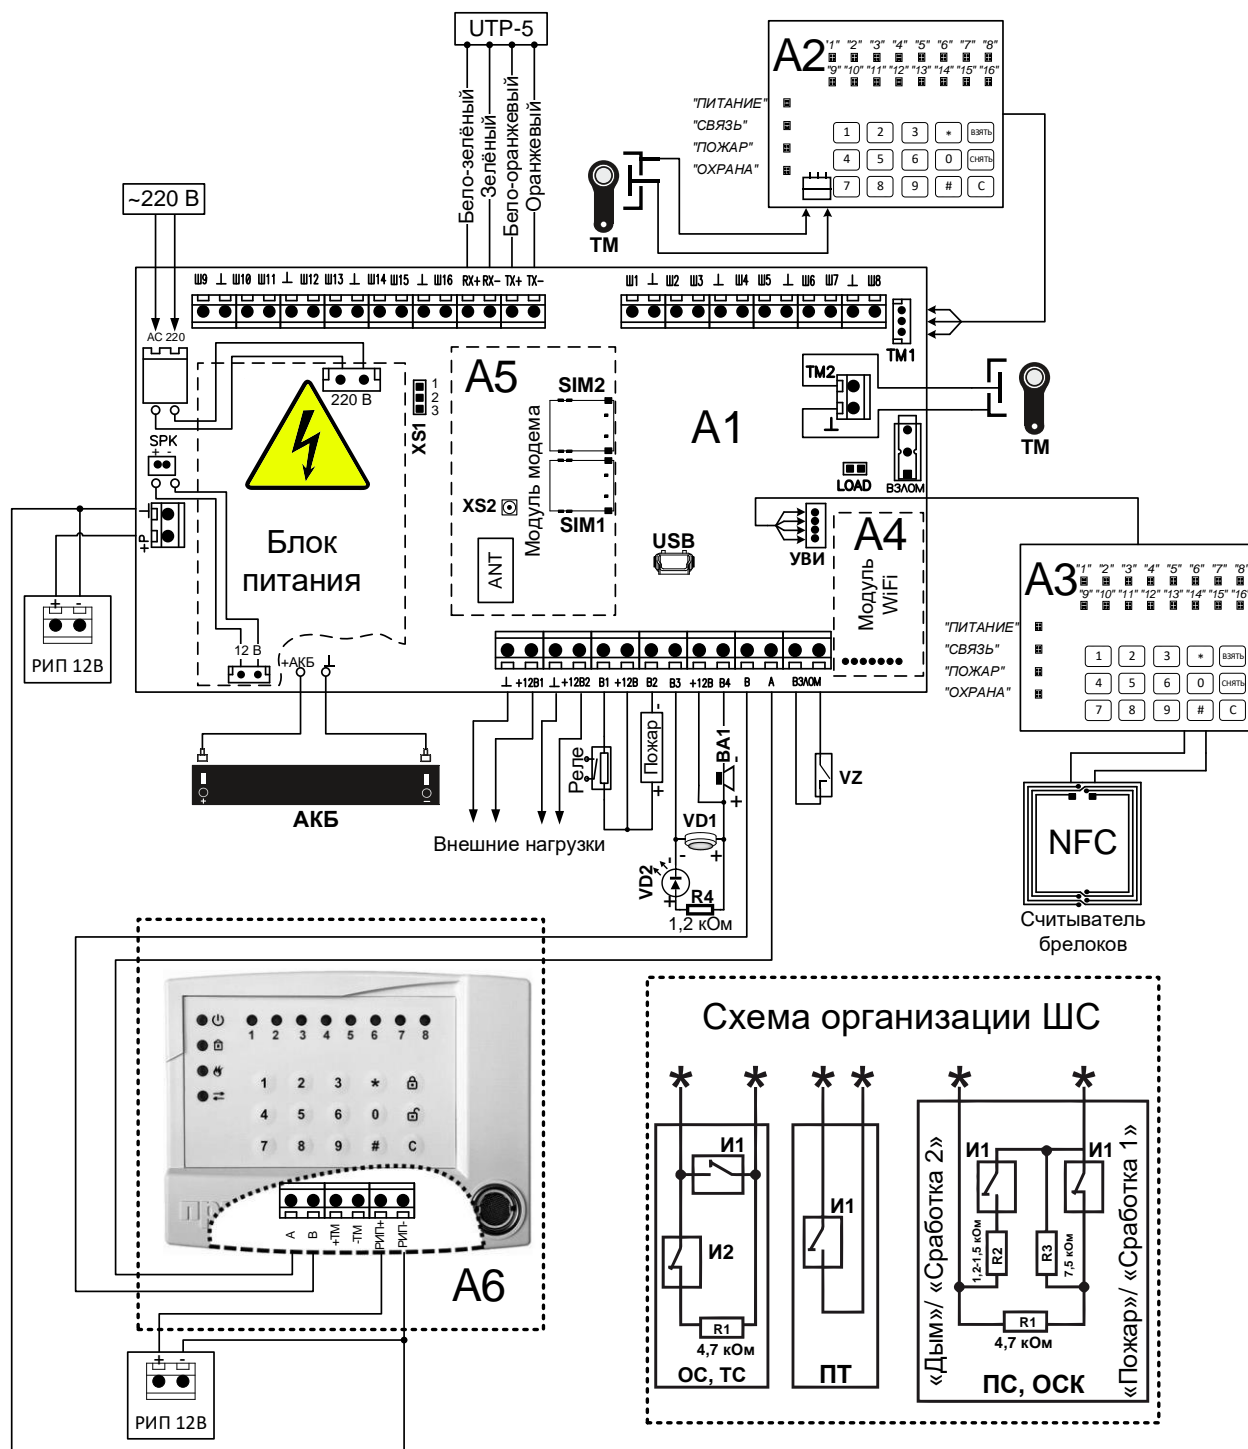 UTP-5
Бело-зелёный
Зелёный
Бело-оранжевый
Оранжевый
~220 В
A2
"1" "2" "3" "4" "5" "6" "7" "8"
"9" "10" "11" "12" "13" "14" "15" "16"
"ПИТАНИЕ"
"СВЯЗЬ"
"ПОЖАР"
"ОХРАНА"
1 2 3 * ВЗЯТЬ
4 5 6 0 СНЯТЬ
7 8 9 # C
TM
Ш9 ⊥ Ш10 Ш11 ⊥ Ш12 Ш13 ⊥ Ш14 Ш15 ⊥ Ш16 RX+ RX- TX+ TX-
Ш1 ⊥ Ш2 Ш3 ⊥ Ш4 Ш5 ⊥ Ш6 Ш7 ⊥ Ш8
AC 220
TM1
220 В
XS1
1
2
3
A5
SIM2
SIM1
Модуль модема
XS2
ANT
A1
TM2
⊥
TM
LOAD
ВЗЛОМ
SPK
+ -
⊥
+P
Блок
питания
USB
УВИ
A4
Модуль
WiFi
+ -
РИП 12В
12 В
+АКБ ⊥
⊥ +12В1 ⊥ +12В2 В1 +12В В2 В3 +12В В4 B A ВЗЛОМ
A3
"1" "2" "3" "4" "5" "6" "7" "8"
"9" "10" "11" "12" "13" "14" "15" "16"
"ПИТАНИЕ"
"СВЯЗЬ"
"ПОЖАР"
"ОХРАНА"
1 2 3 * ВЗЯТЬ
4 5 6 0 СНЯТЬ
7 8 9 # C
+ -
АКБ
Реле
Пожар
- +
BA1
- +
VZ
Внешние нагрузки
VD1
- +
VD2
- +
R4
1,2 кОм
NFC
Считыватель
брелоков
1 2 3 4 5 6 7 8
1 2 3 *
4 5 6 0
7 8 9 # C
пр
A
B
+TM
-TM
РИП+
РИП-
A6
+ -
РИП 12В
Схема организации ШС
* * * * * *
И1
И2
R1
4,7 кОм
ОС, ТС
И1
ПТ
«Дым»/ «Сработка 2»
И1 И1
R2
1,2-1,5 кОм
R3
7,5 кОм
R1
4,7 кОм
«Пожар»/ «Сработка 1»
ПС, ОСК